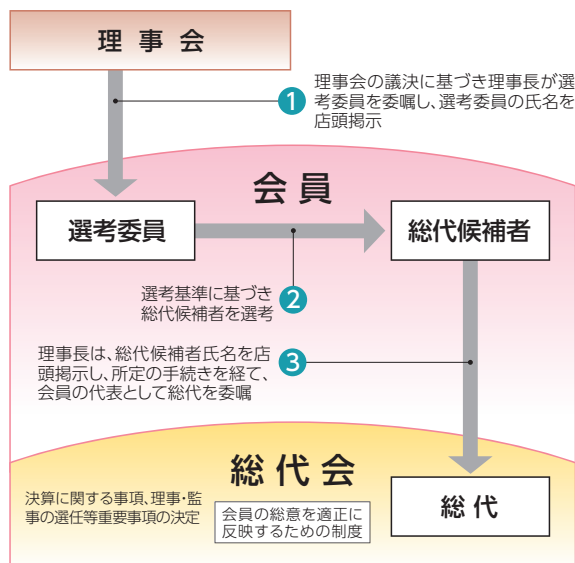 理事会
1
理事会の議決に基づき理事長が選
考委員を委嘱し、選考委員の氏名を
店頭掲示
会員
選考委員
総代候補者
選考基準に基づき
総代候補者を選考
2
理事長は、総代候補者氏名を店
頭掲示し、所定の手続きを経て、
会員の代表として総代を委嘱
3
総代会
決算に関する事項、理事・監
事の選任等重要事項の決定
会員の総意を適正に
反映するための制度
総代